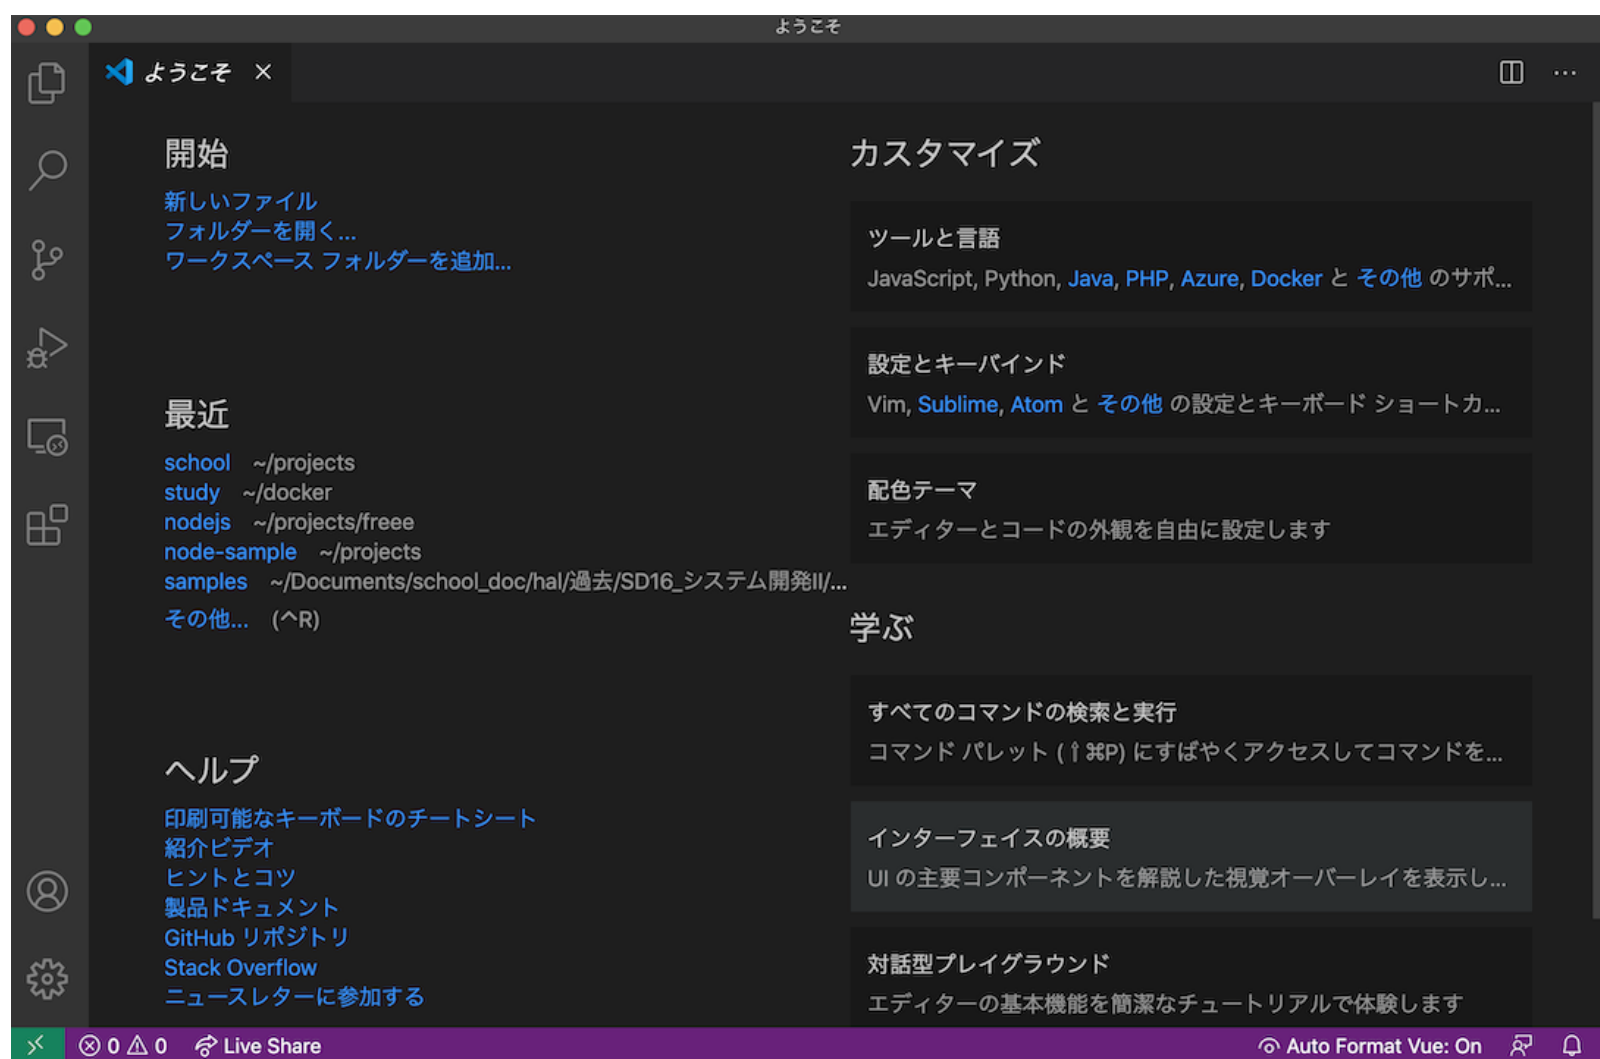 ようこそ
ようこそ
開始
新しいファイル
フォルダーを開く...
ワークスペース フォルダーを追加...
最近
school ~/projects
study ~/docker
nodejs ~/projects/freee
node-sample ~/projects
samples ~/Documents/school_doc/hal/過去/SD16_システム開発II/...
その他... (^R)
ヘルプ
印刷可能なキーボードのチートシート
紹介ビデオ
ヒントとコツ
製品ドキュメント
GitHub リポジトリ
Stack Overflow
ニュースレターに参加する
カスタマイズ
ツールと言語
JavaScript, Python, Java, PHP, Azure, Docker と その他 のサポ...
設定とキーバインド
Vim, Sublime, Atom と その他 の設定とキーボード ショートカ...
配色テーマ
エディターとコードの外観を自由に設定します
学ぶ
すべてのコマンドの検索と実行
コマンド パレット (⇧⌘P) にすばやくアクセスしてコマンドを...
インターフェイスの概要
UI の主要コンポーネントを解説した視覚オーバーレイを表示し...
対話型プレイグラウンド
エディターの基本機能を簡潔なチュートリアルで体験します
0 0 Live Share
Auto Format Vue: On